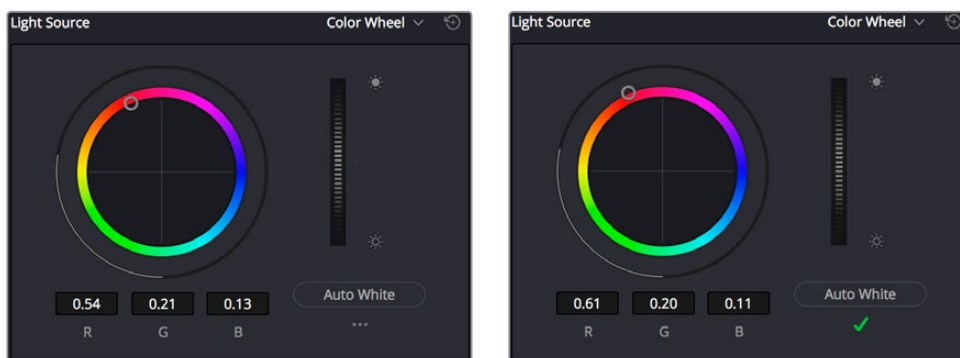 Light Source Color Wheel
0.54 0.21 0.13
R G B
Auto White
Light Source Color Wheel
0.61 0.20 0.11
R G B
Auto White